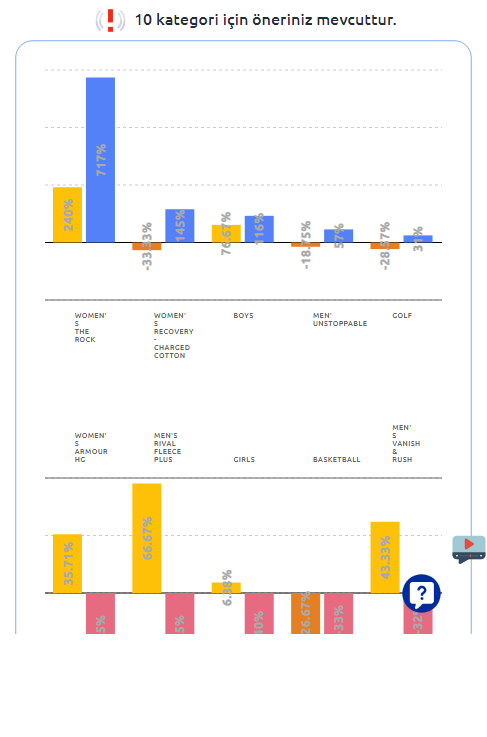 10 kategori için öneriniz mevcuttur.
240%
717%
-33.33%
145%
76.67%
116%
-18.75%
57%
-28.57%
31%
WOMEN'
S
THE
ROCK
WOMEN'
S
RECOVERY
-
CHARGED
COTTON
BOYS
MEN'
UNSTOPPABLE
GOLF
WOMEN'
S
ARMOUR
HG
MEN'S
RIVAL
FLEECE
PLUS
GIRLS
BASKETBALL
MEN'
S
VANISH
&
RUSH
35.71%
66.67%
6.38%
26.67%
-33%
43.33%
?